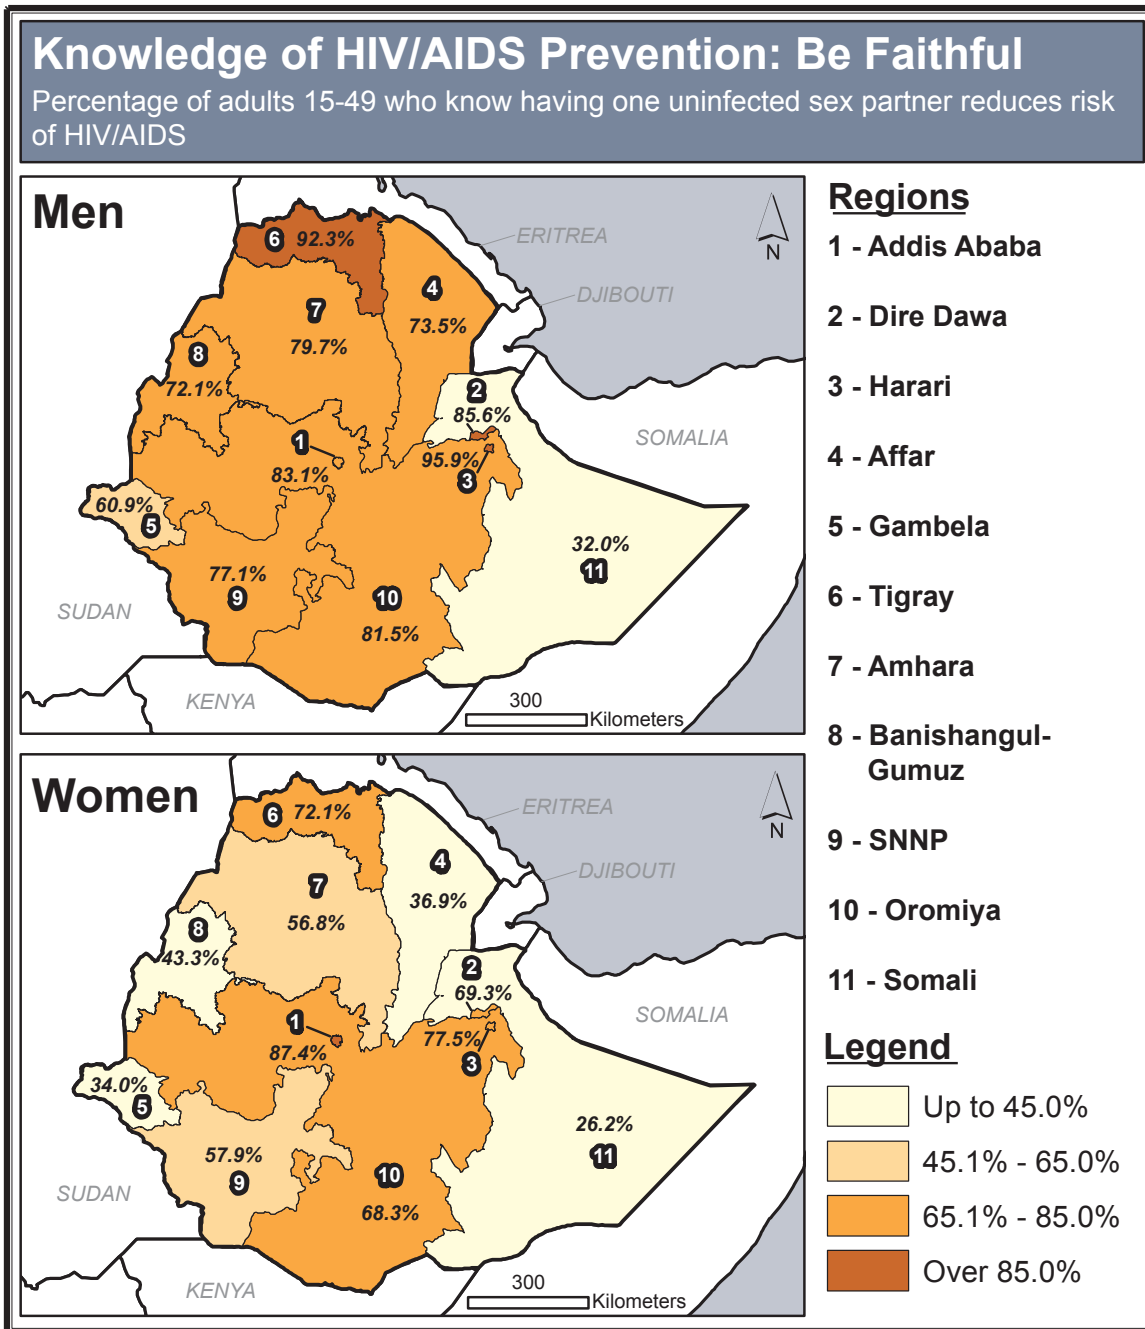 Knowledge of HIV/AIDS Prevention: Be Faithful
Percentage of adults 15-49 who know having one uninfected sex partner reduces risk
of HIV/AIDS
Men
6 92.3%
ERITREA
N
DJIBOUTI
4
73.5%
7
79.7%
8
72.1%
2
85.6%
SOMALIA
1
83.1%
95.9%
3
60.9%
5
32.0%
11
77.1%
9
10
81.5%
SUDAN
KENYA
300
Kilometers
Women
6 72.1%
ERITREA
N
DJIBOUTI
4
36.9%
7
56.8%
8
43.3%
2
69.3%
SOMALIA
1
87.4%
77.5%
3
34.0%
5
26.2%
11
57.9%
9
10
68.3%
SUDAN
KENYA
300
Kilometers
Regions
1 - Addis Ababa
2 - Dire Dawa
3 - Harari
4 - Affar
5 - Gambela
6 - Tigray
7 - Amhara
8 - Banishangul-
Gumuz
9 - SNNP
10 - Oromiya
11 - Somali
Legend
Up to 45.0%
45.1% - 65.0%
65.1% - 85.0%
Over 85.0%